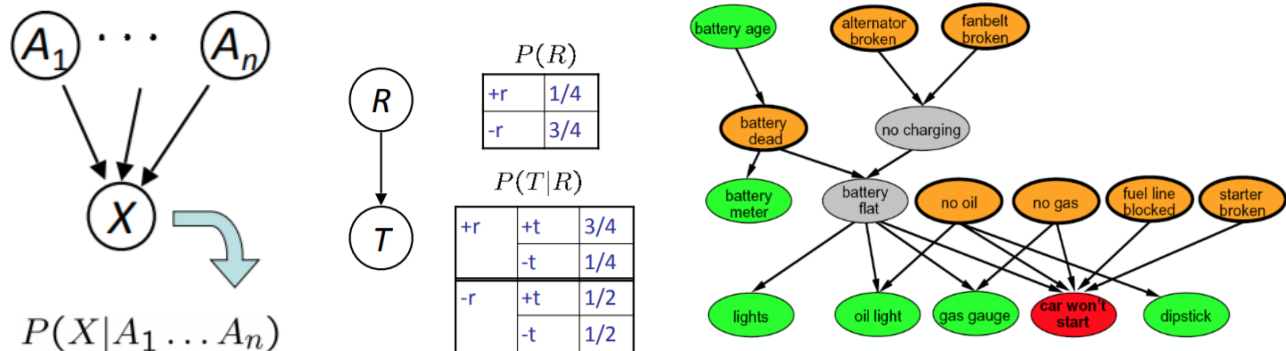 A₁ ... Aₙ
X
P(X|A₁ ... Aₙ)
R
T
P(R)
+r 1/4
-r 3/4
P(T|R)
+r +t 3/4
-t 1/4
-r +t 1/2
-t 1/2
battery age
alternator
broken
fanbelt
broken
battery
dead
no charging
battery
meter
battery
flat
no oil
no gas
fuel line
blocked
starter
broken
lights
oil light
gas gauge
car won't
start
dipstick